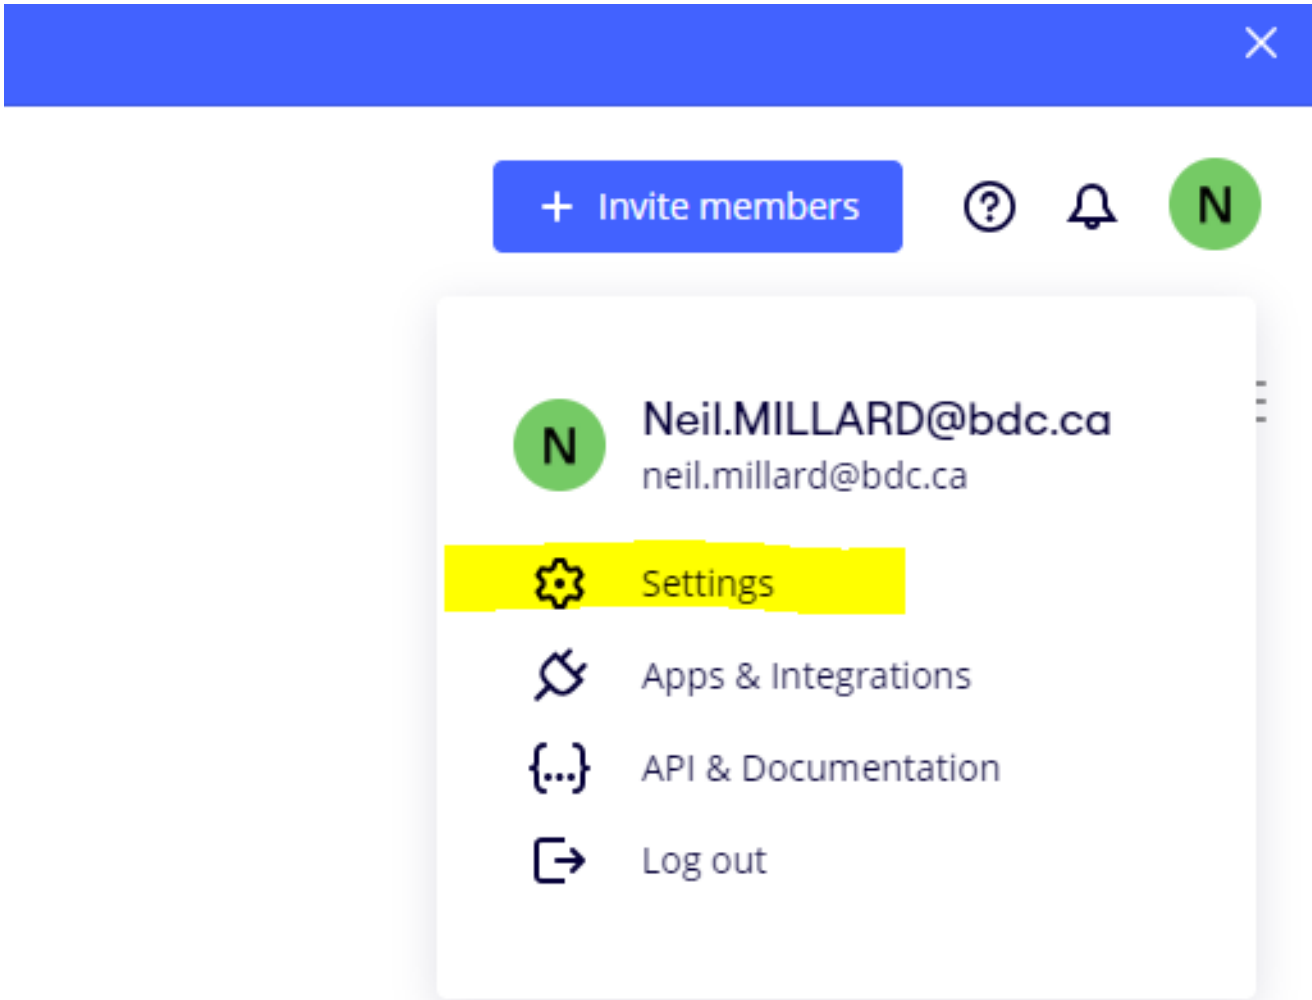 + Invite members
N
N
Neil.MILLARD@bdc.ca
neil.millard@bdc.ca
Settings
Apps & Integrations
{...} API & Documentation
Log out